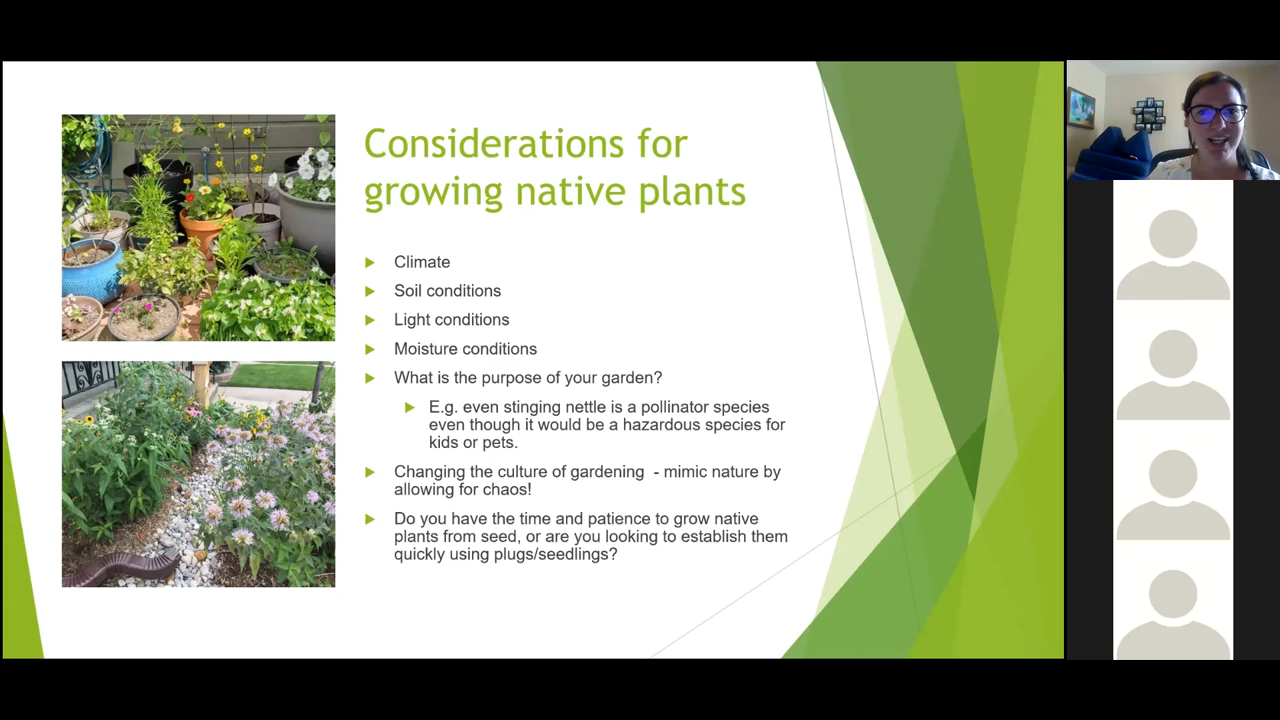 Considerations for
growing native plants
Climate
Soil conditions
Light conditions
Moisture conditions
What is the purpose of your garden?
E.g. even stinging nettle is a pollinator species
even though it would be a hazardous species for
kids or pets.
Changing the culture of gardening  - mimic nature by
allowing for chaos!
Do you have the time and patience to grow native
plants from seed, or are you looking to establish them
quickly using plugs/seedlings?